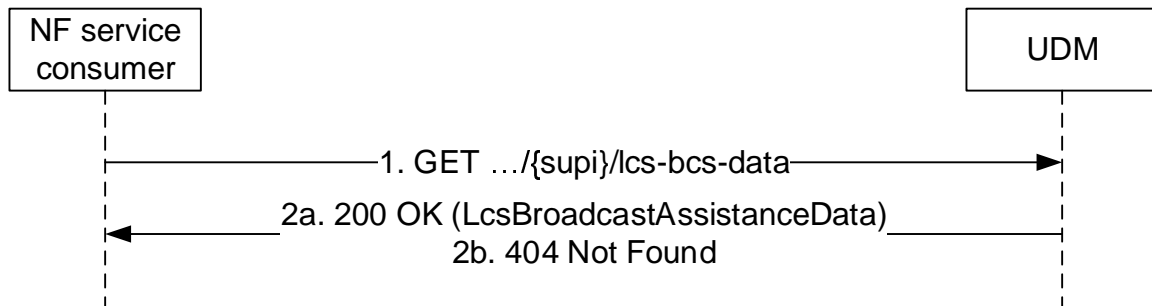 NF service
consumer
UDM
1. GET …/{supi}/lcs-bcs-data
2a. 200 OK (LcsBroadcastAssistanceData)
2b. 404 Not Found